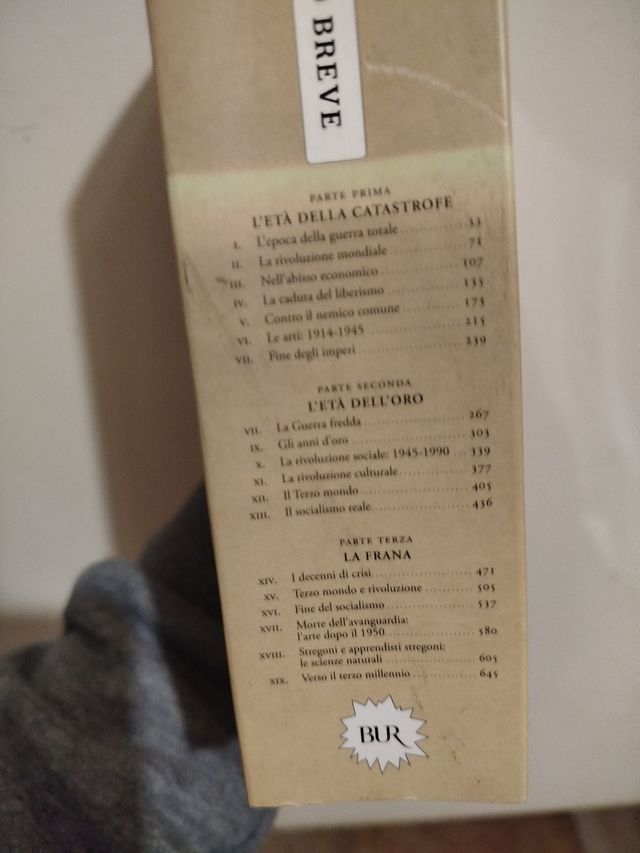 BREVE
PARTE PRIMA
L'ETÀ DELLA CATASTROFE
I. L'epoca della guerra totale 33
II. La rivoluzione mondiale 71
III. Nell'abisso economico 107
IV. La caduta del liberismo 135
V. Contro il nemico comune 173
VI. Le arti: 1914-1945 215
VII. Fine degli imperi 239
PARTE SECONDA
L'ETÀ DELL'ORO
VII. La Guerra fredda 267
IX. Gli anni d'oro 303
X. La rivoluzione sociale: 1945-1990 339
XI. La rivoluzione culturale 377
XII. Il Terzo mondo 405
XIII. Il socialismo reale 436
PARTE TERZA
LA FRANA
XIV. I decenni di crisi 471
XV. Terzo mondo e rivoluzione 505
XVI. Fine del socialismo 537
XVII. Morte dell'avanguardia:
l'arte dopo il 1950 580
XVIII. Stregoni e apprendisti stregoni:
le scienze naturali 605
XIX. Verso il terzo millennio 645
BUR